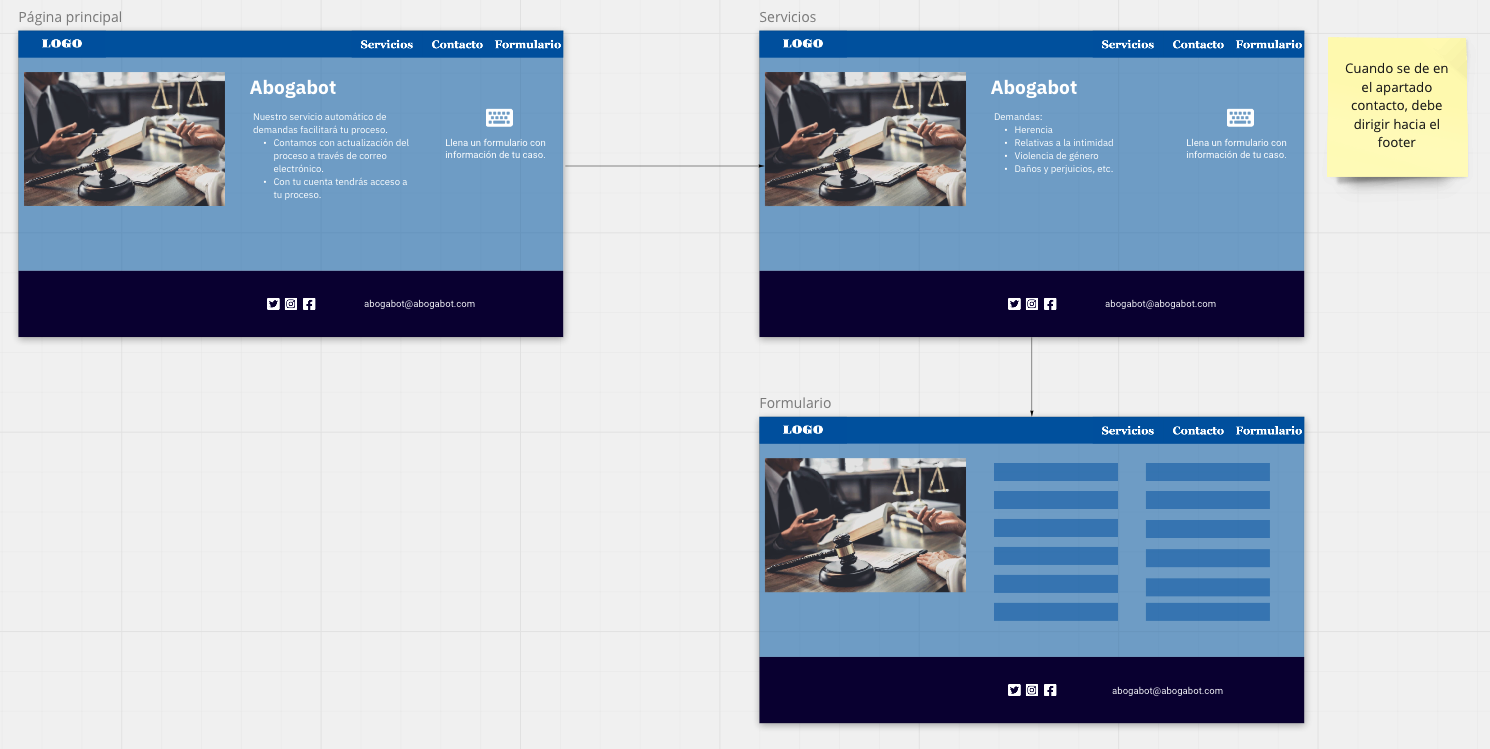 Página principal
LOGO
Servicios Contacto Formulario
Abogabot
Nuestro servicio automático de
demandas facilitará tu proceso.
• Contamos con actualización del
proceso a través de correo
electrónico.
• Con tu cuenta tendrás acceso a
tu proceso.
Llena un formulario con
información de tu caso.
abogabot@abogabot.com
Servicios
LOGO
Servicios Contacto Formulario
Abogabot
Demandas:
• Herencia
• Relativas a la intimidad
• Violencia de género
• Daños y perjuicios, etc.
Llena un formulario con
información de tu caso.
abogabot@abogabot.com
Cuando se de en
el apartado
contacto, debe
dirigir hacia el
footer
Formulario
LOGO
Servicios Contacto Formulario
abogabot@abogabot.com